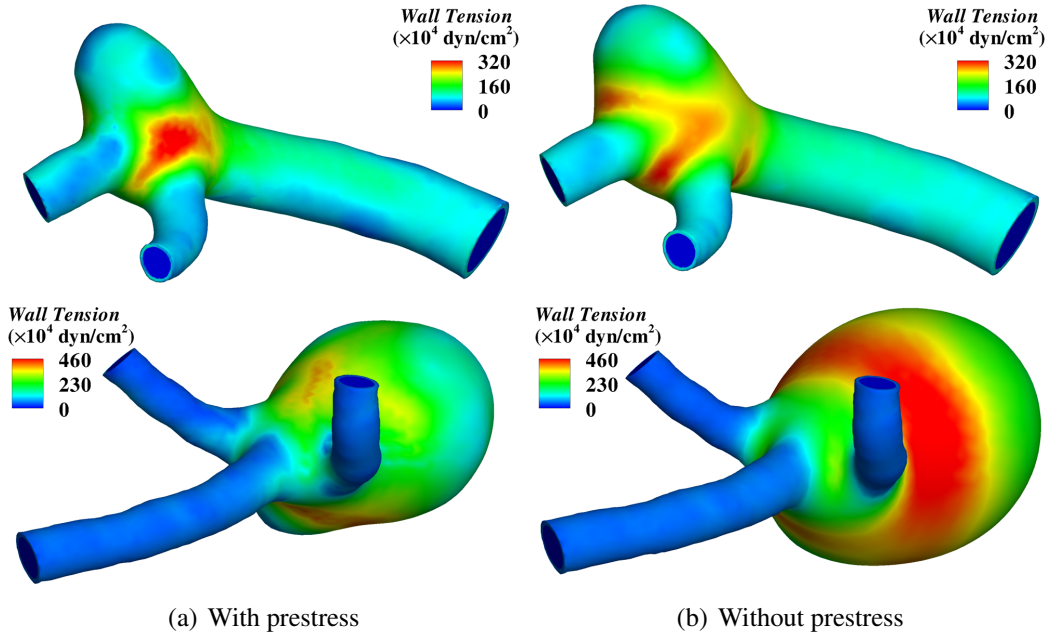 Wall Tension
(×10⁴ dyn/cm²)
320
160
0
Wall Tension
(×10⁴ dyn/cm²)
320
160
0
Wall Tension
(×10⁴ dyn/cm²)
460
230
0
Wall Tension
(×10⁴ dyn/cm²)
460
230
0
(a) With prestress
(b) Without prestress